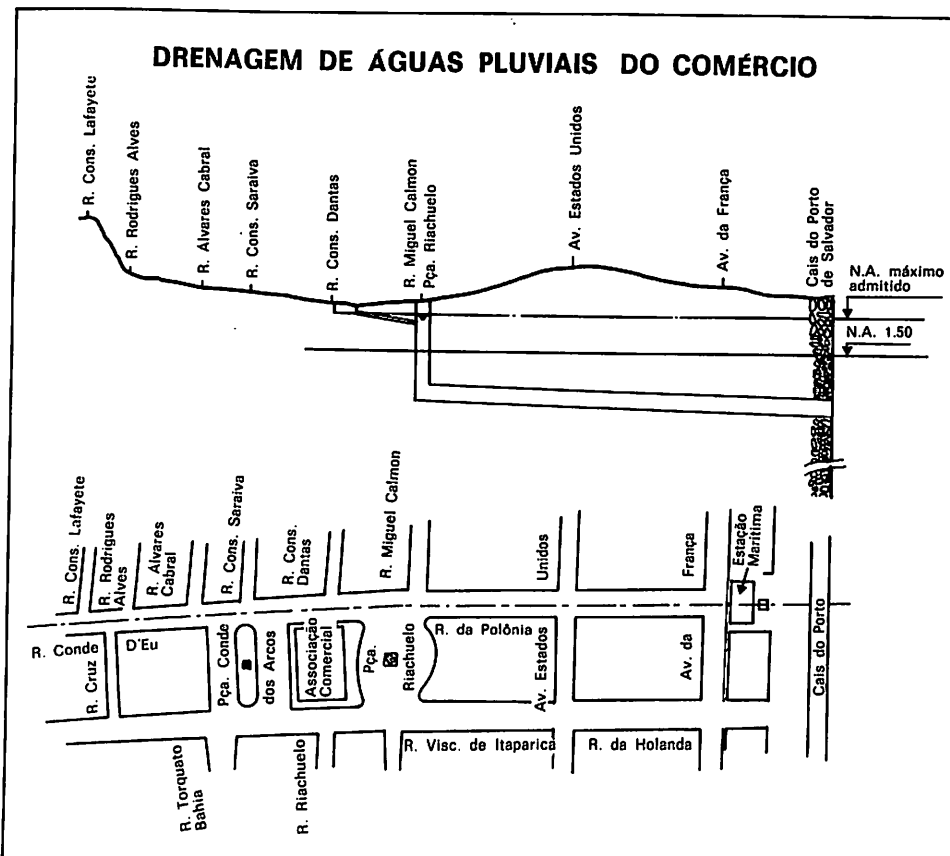 DRENAGEM DE ÁGUAS PLUVIAIS DO COMÉRCIO
R. Cons. Lafayete
R. Rodrigues Alves
R. Alvares Cabral
R. Cons. Saraiva
R. Cons. Dantas
R. Miguel Calmon
Pça. Riachuelo
Av. Estados Unidos
Av. da França
Cais do Porto
de Salvador
N.A. máximo
admitido
N.A. 1.50
R. Cons. Lafayete
R. Rodrigues
Alves
R. Alvares
Cabral
R. Cons. Saraiva
R. Cons.
Dantas
R. Miguel Calmon
Unidos
França
Estação
Marítima
R. Conde
R. Cruz
D'Eu
Pça. Conde
dos Arcos
Associação
Comercial
Pça.
Riachuelo
R. da Polônia
Av. Estados
Av. da
Cais do Porto
R. Torquato
Bahia
R. Riachuelo
R. Visc. de Itaparica
R. da Holanda